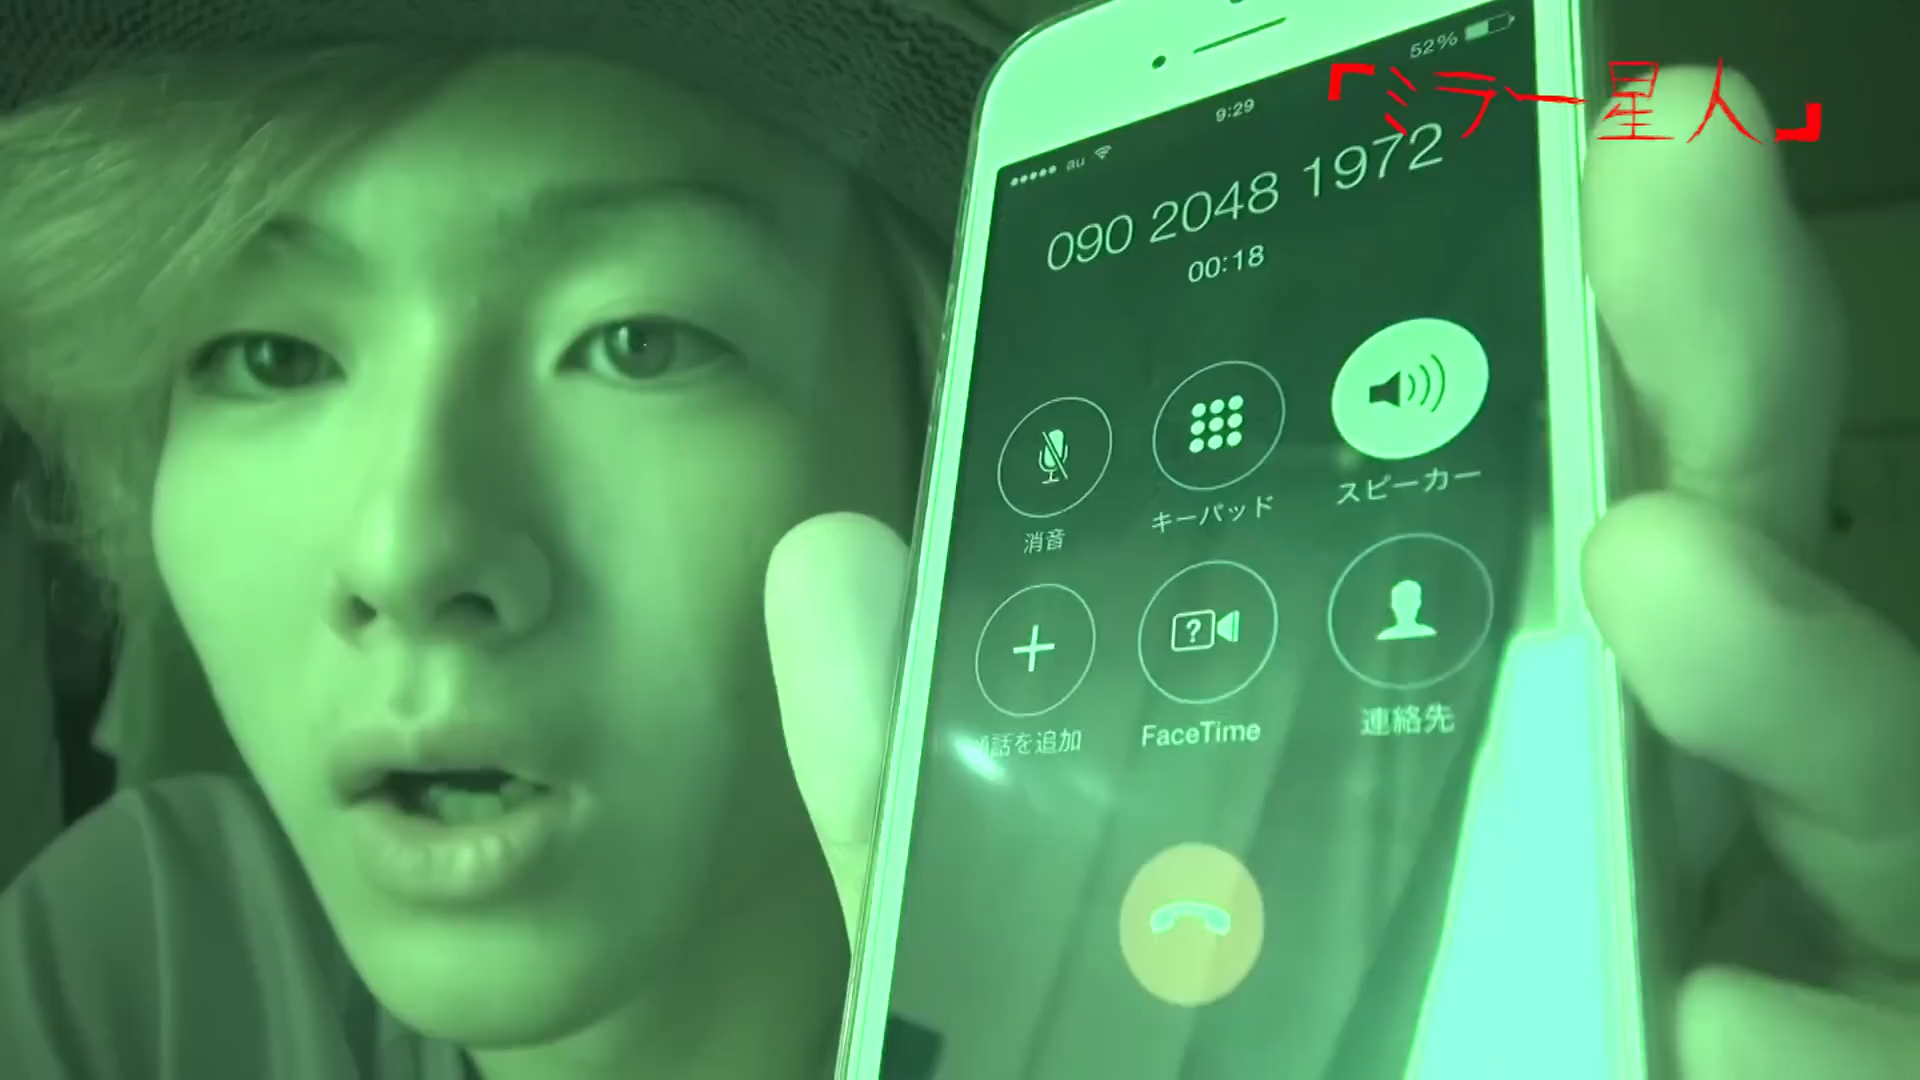 52%
「ミラー星人」
9:29
au
090 2048 1972
00:18
消音
キーパッド
スピーカー
話を追加
FaceTime
連絡先